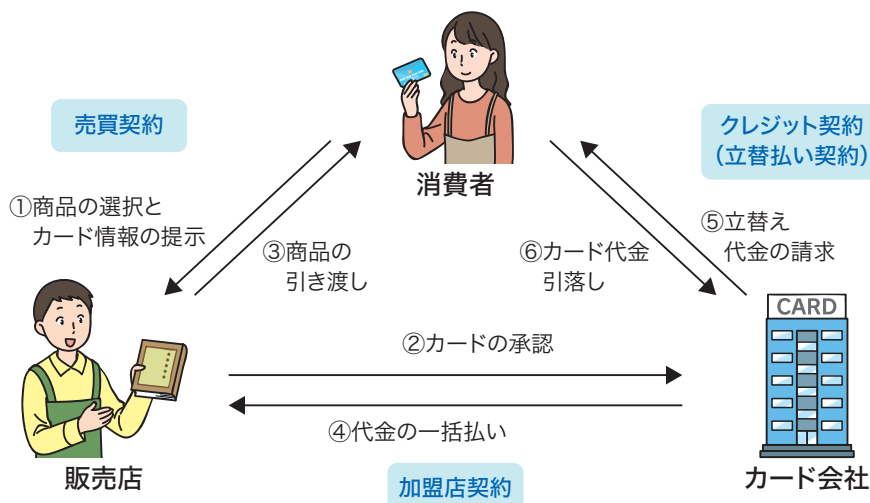 売買契約
クレジット契約
(立替払い契約)
消費者
①商品の選択と
カード情報の提示
③商品の
引き渡し
⑥カード代金
引落し
⑤立替え
代金の請求
CARD
②カードの承認
④代金の一括払い
販売店
加盟店契約
カード会社